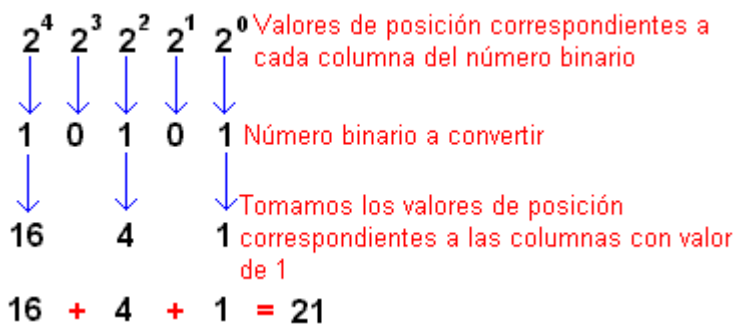 2⁴ 2³ 2² 2¹ 2⁰ Valores de posición correspondientes a
cada columna del número binario
1 0 1 0 1 Número binario a convertir
Tomamos los valores de posición
16 4 1 correspondientes a las columnas con valor
de 1
16 + 4 + 1 = 21